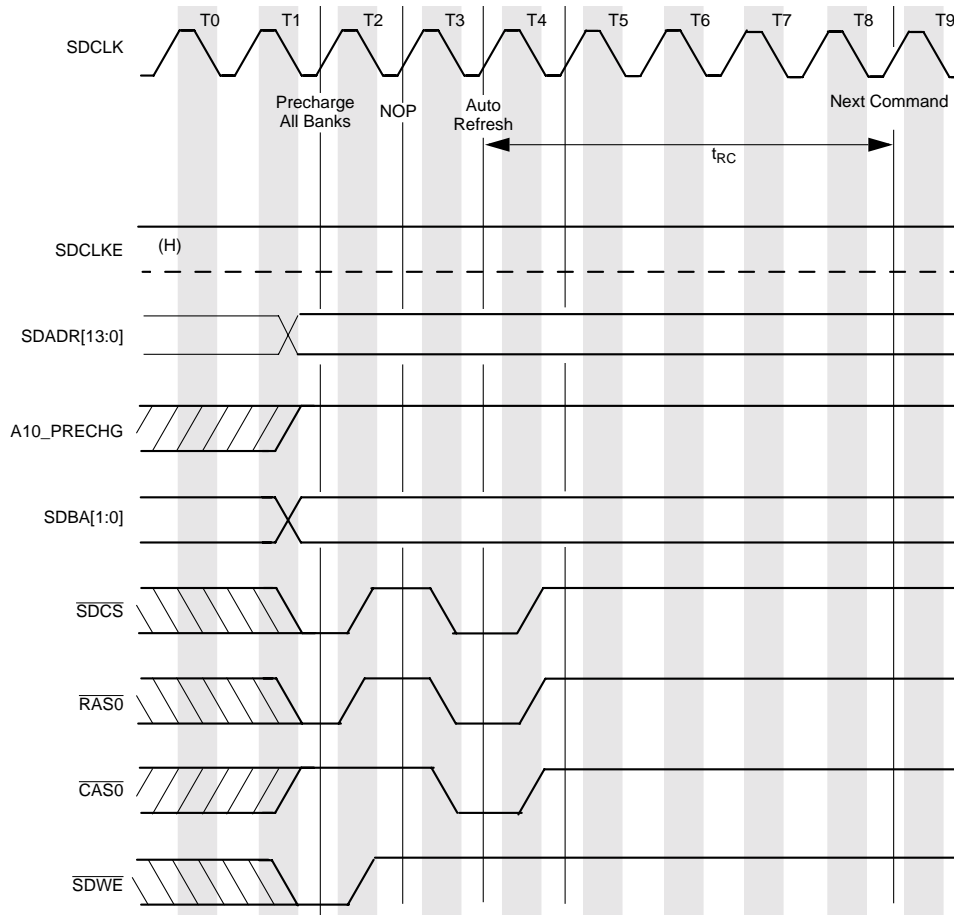 T0 T1 T2 T3 T4 T5 T6 T7 T8 T9
SDCLK
Precharge
All Banks
NOP
Auto
Refresh
Next Command
tRC
SDCLKE
(H)
SDADR[13:0]
A10_PRECHG
SDBA[1:0]
SDCS
RAS0
CAS0
SDWE